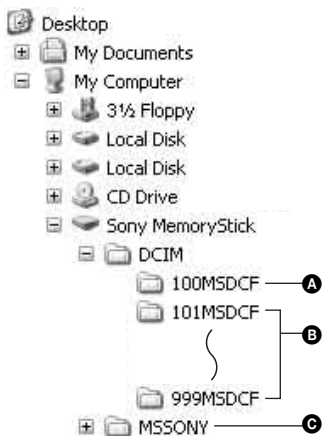 Desktop
My Documents
My Computer
3½ Floppy
Local Disk
Local Disk
CD Drive
Sony MemoryStick
DCIM
100MSDCF A
101MSDCF
B
999MSDCF
MSSONY C